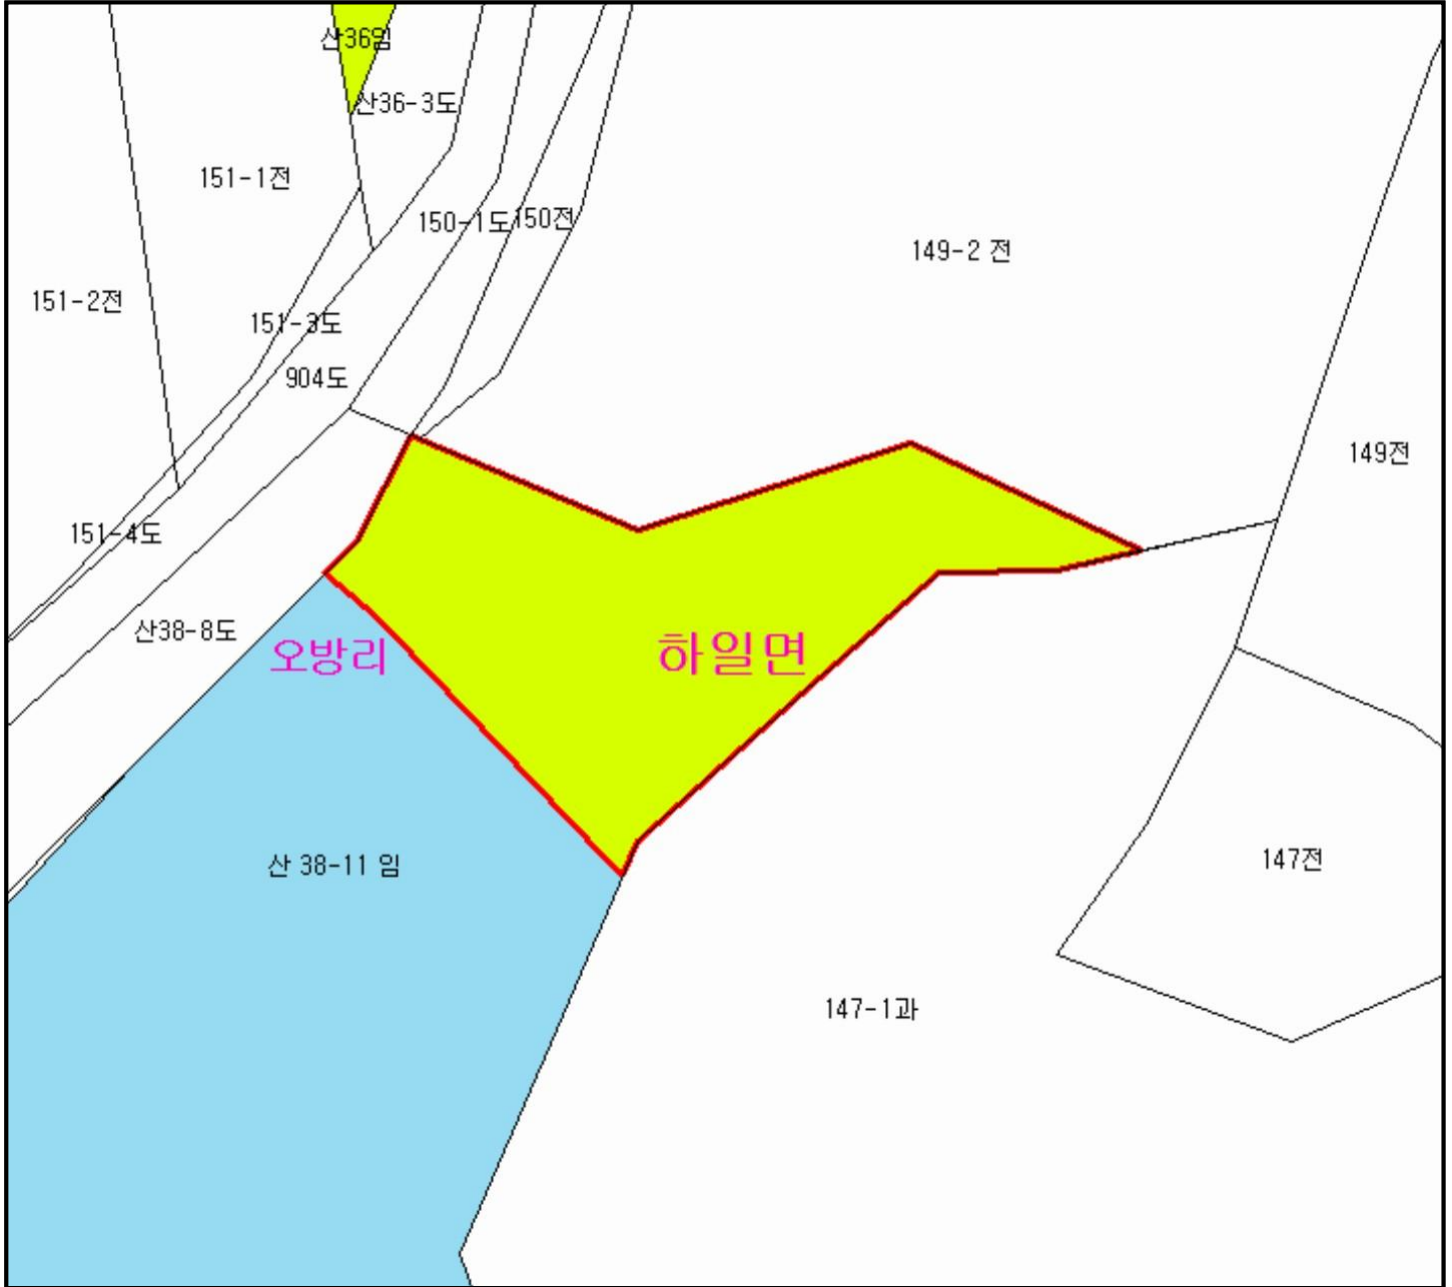 산36임
산36-3도
151-1전
150-1도
150전
149-2 전
151-2전
151-3도
904도
149전
151-4도
산38-8도
오방리
하일면
산 38-11 임
147전
147-1과